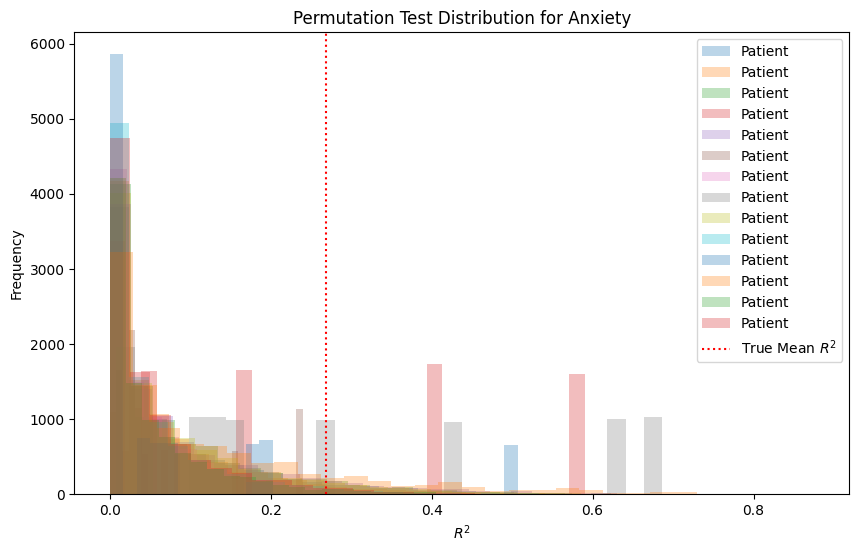 Permutation Test Distribution for Anxiety
Frequency
6000
5000
4000
3000
2000
1000
0
0.0
0.2
0.4
0.6
0.8
R²
Patient
Patient
Patient
Patient
Patient
Patient
Patient
Patient
Patient
Patient
Patient
Patient
Patient
Patient
True Mean R²